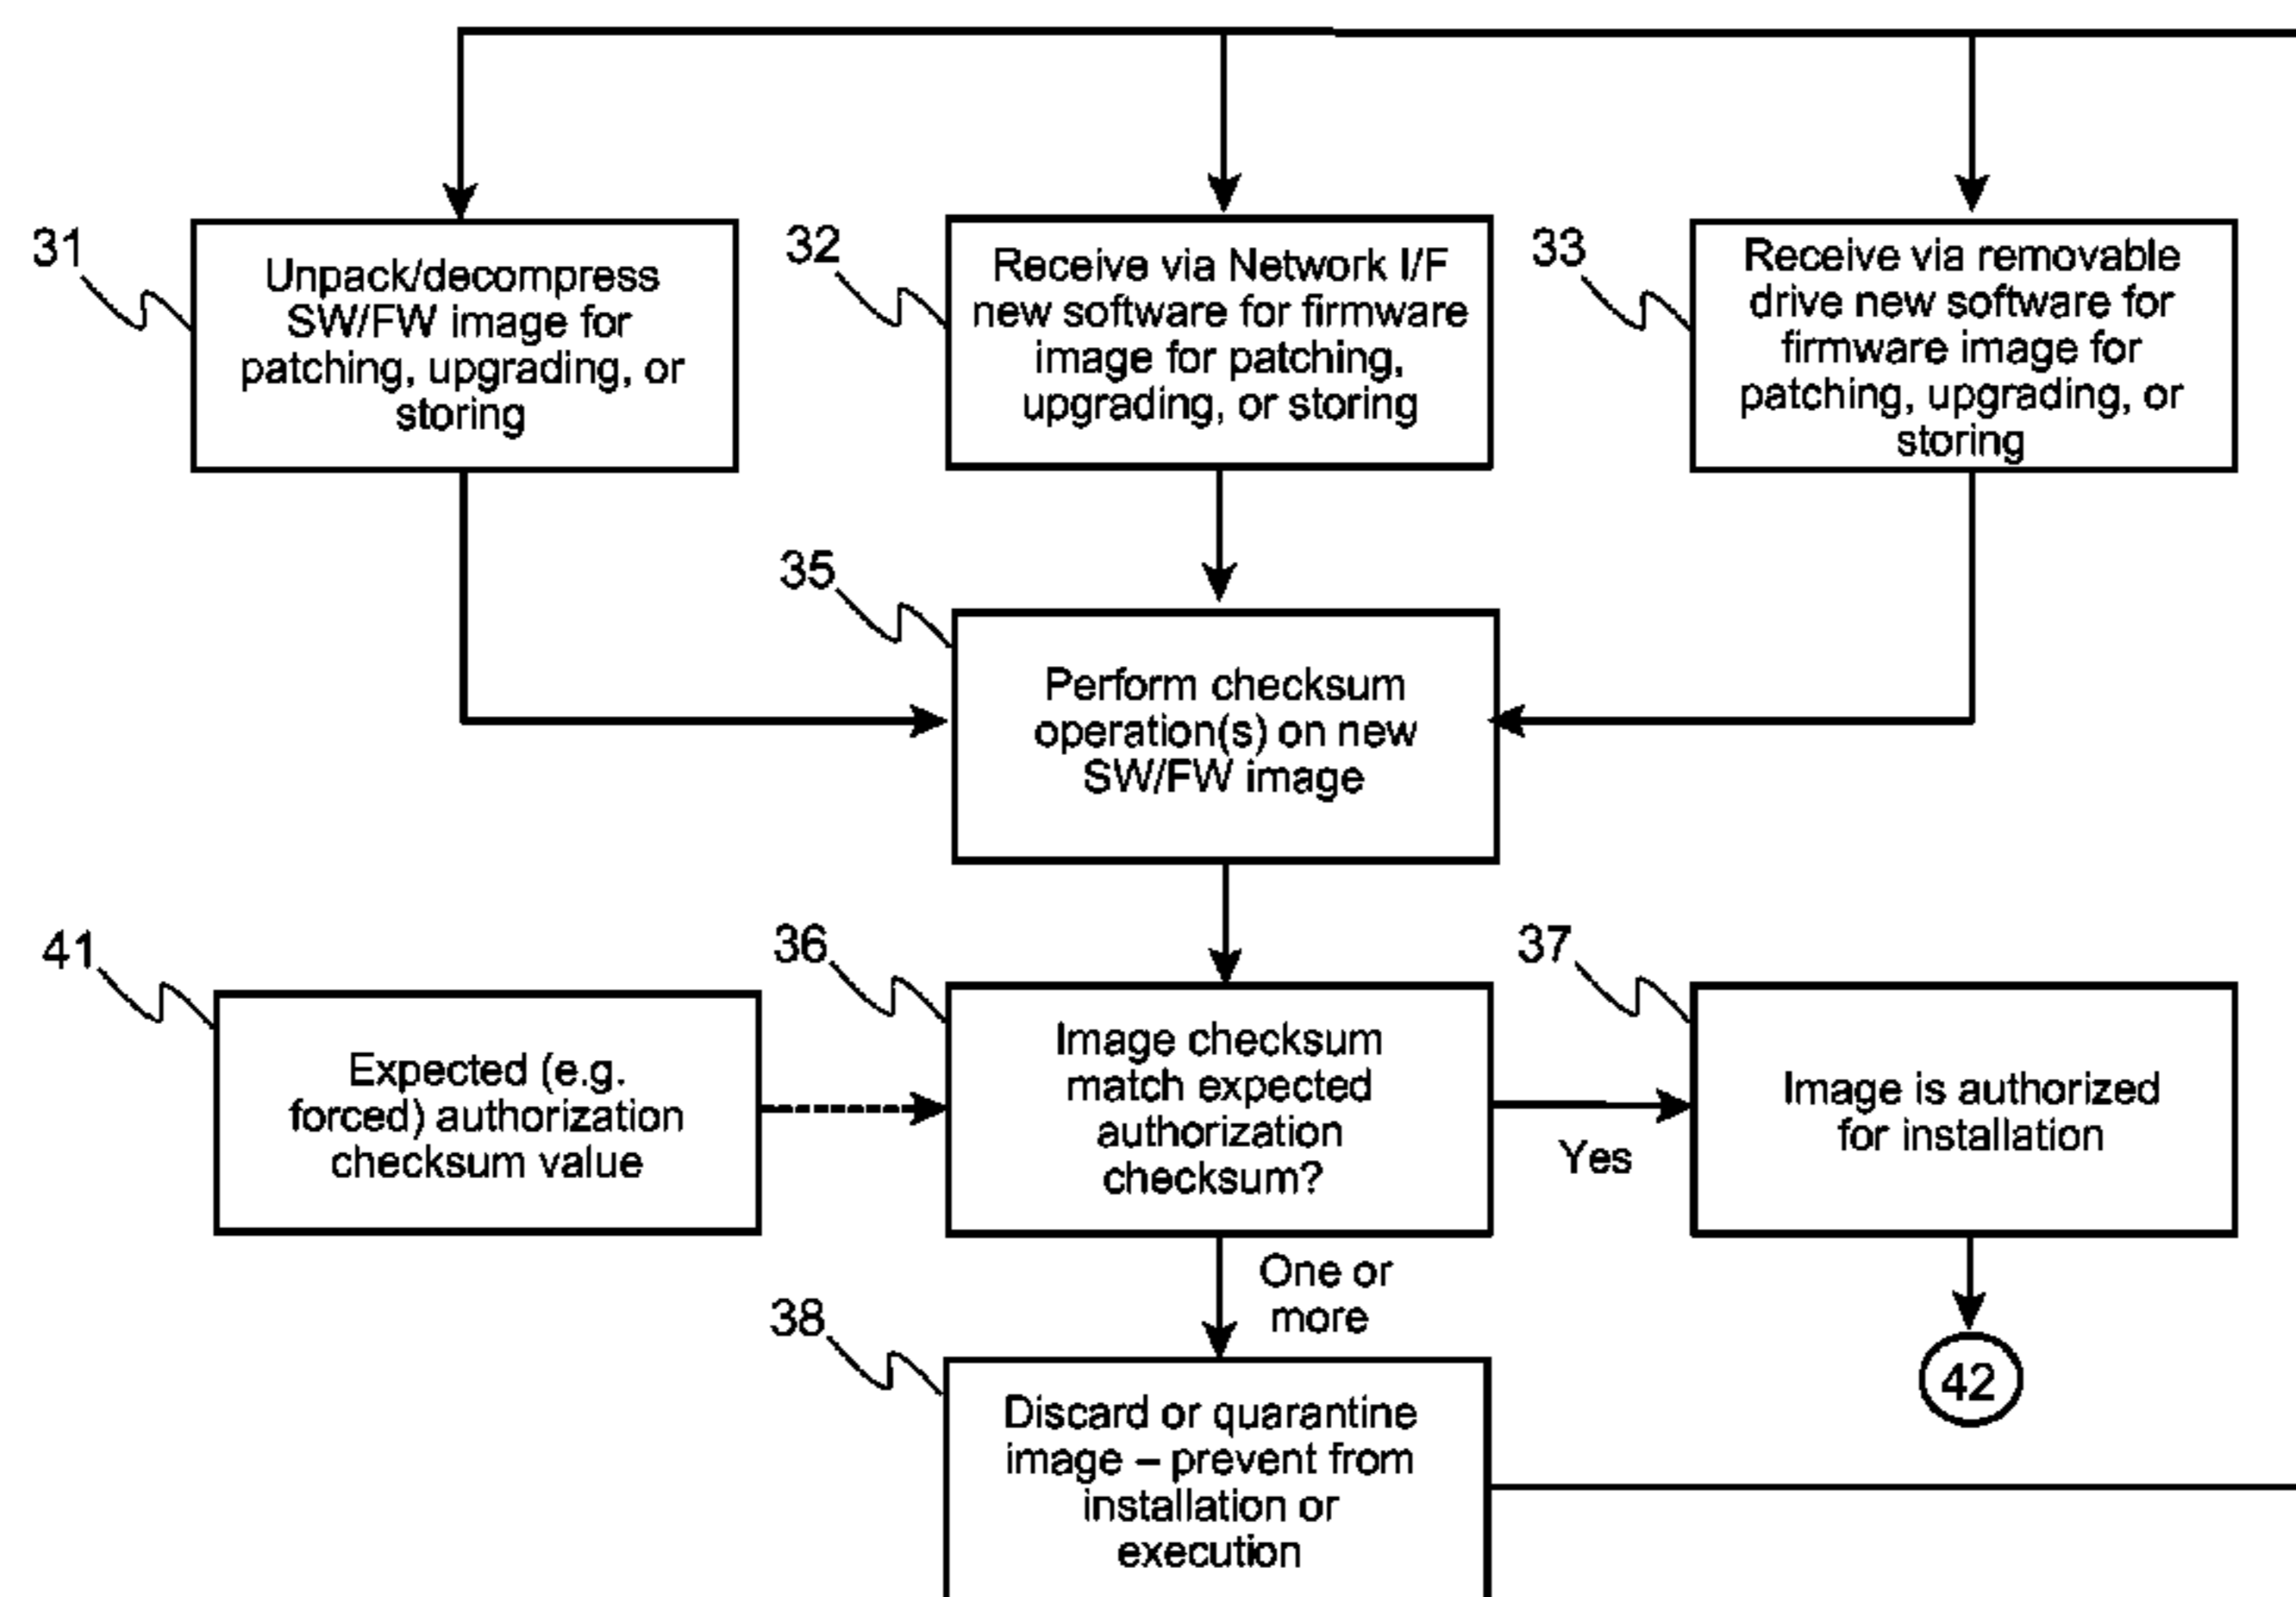 31
Unpack/decompress
SW/FW image for
patching, upgrading, or
storing
32
Receive via Network I/F
new software for firmware
image for patching,
upgrading, or storing
33
Receive via removable
drive new software for
firmware image for
patching, upgrading, or
storing
35
Perform checksum
operation(s) on new
SW/FW image
41
Expected (e.g.
forced) authorization
checksum value
36
Image checksum
match expected
authorization
checksum?
Yes
37
Image is authorized
for installation
One or
more
42
38
Discard or quarantine
image – prevent from
installation or
execution